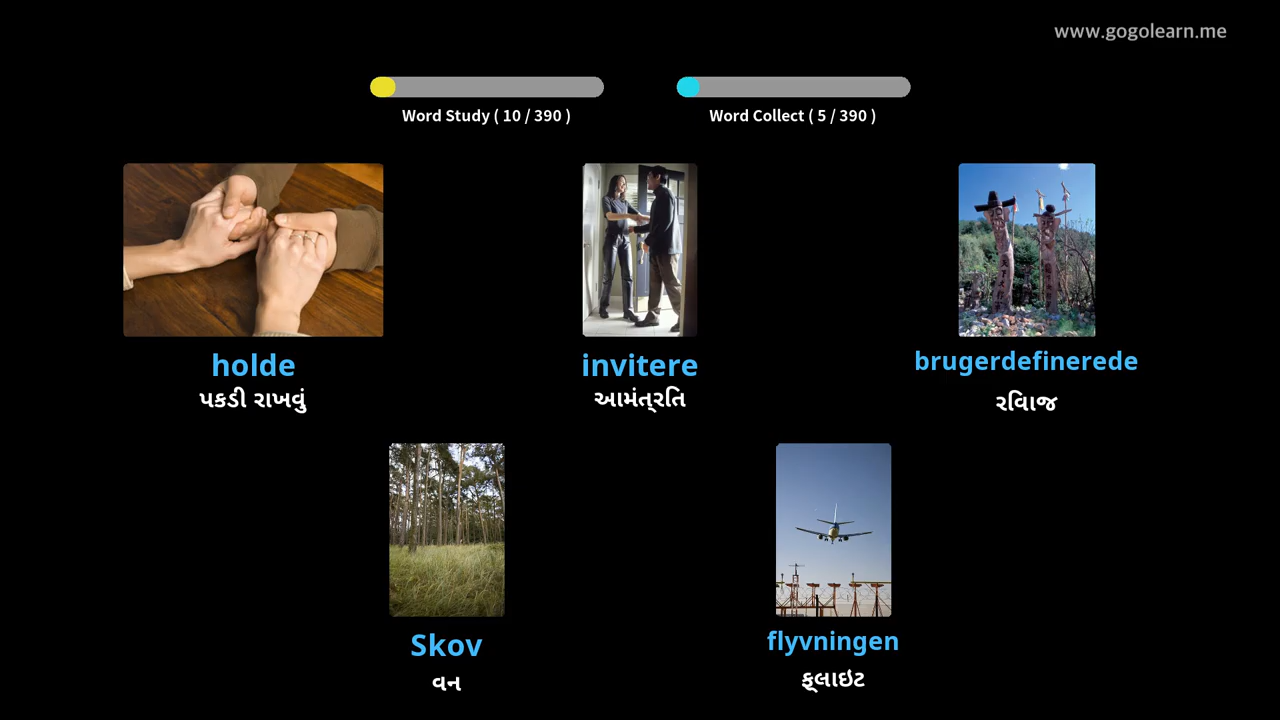 www.gogolearn.me
Word Study ( 10 / 390 )
Word Collect ( 5 / 390 )
holde
પકડી રાખવું
invitere
આમંત્રતિ
brugerdefinerede
રવિાજ
Skov
વન
flyvningen
ફ્લાઇટ